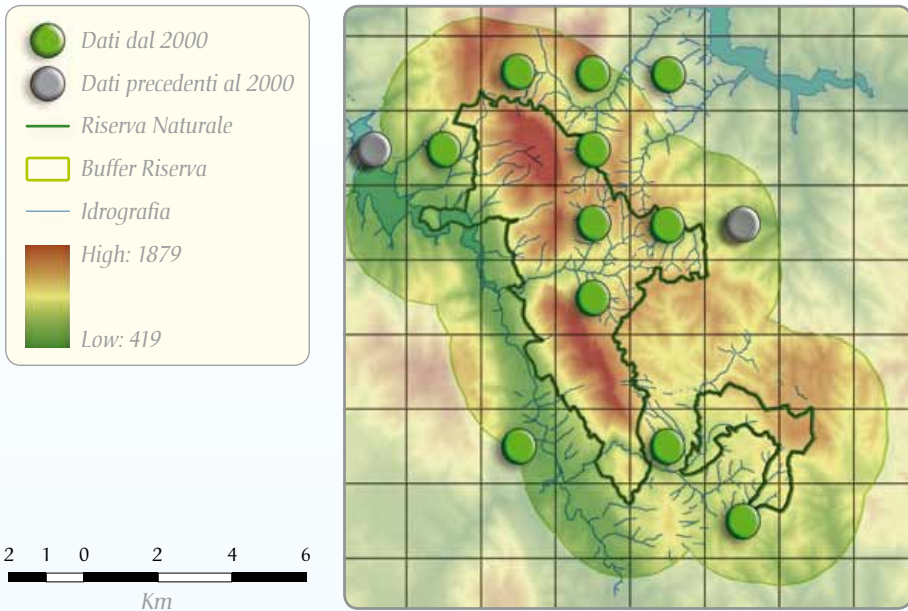 Dati dal 2000
Dati precedenti al 2000
Riserva Naturale
Buffer Riserva
Idrografia
High: 1879
Low: 419
2 1 0 2 4 6
Km